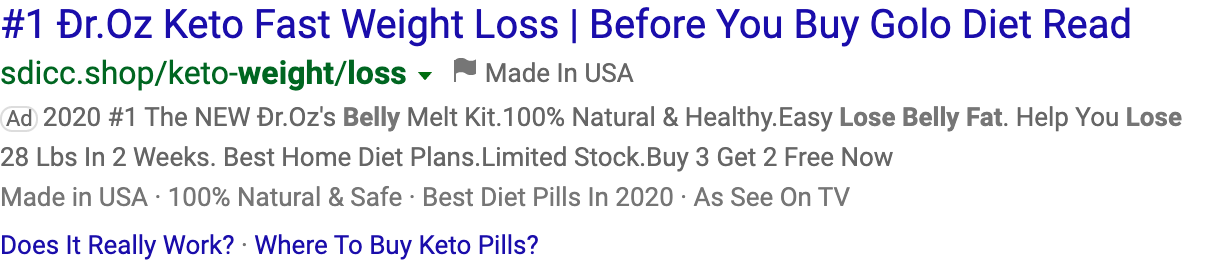 #1 Ðr.Oz Keto Fast Weight Loss | Before You Buy Golo Diet Read
sdicc.shop/keto-weight/loss Made In USA
Ad 2020 #1 The NEW Ðr.Oz's Belly Melt Kit.100% Natural & Healthy.Easy Lose Belly Fat. Help You Lose
28 Lbs In 2 Weeks. Best Home Diet Plans.Limited Stock.Buy 3 Get 2 Free Now
Made in USA · 100% Natural & Safe · Best Diet Pills In 2020 · As See On TV
Does It Really Work? · Where To Buy Keto Pills?